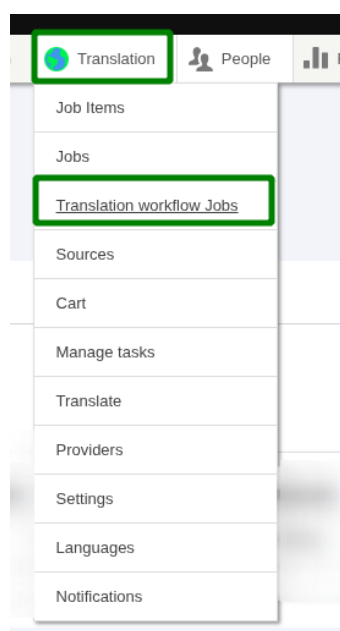 Translation People
Job Items
Jobs
Translation workflow Jobs
Sources
Cart
Manage tasks
Translate
Providers
Settings
Languages
Notifications